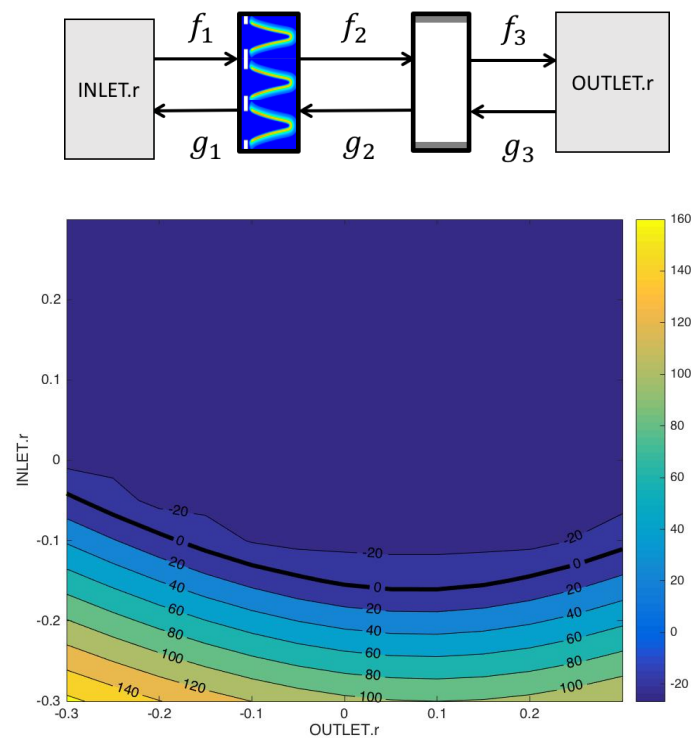 f₁ f₂ f₃
INLET.r OUTLET.r
g₁ g₂ g₃
160
140
120
100
80
60
40
20
0
-20
0.2
0.1
0
-0.1
-0.2
-0.3
INLET.r
-20 -20 -20
0 0 0
20 20 20
40 40 40
60 60 60
80 80 80
100 100 100
120
140
-0.3 -0.2 -0.1 0 0.1 0.2
OUTLET.r